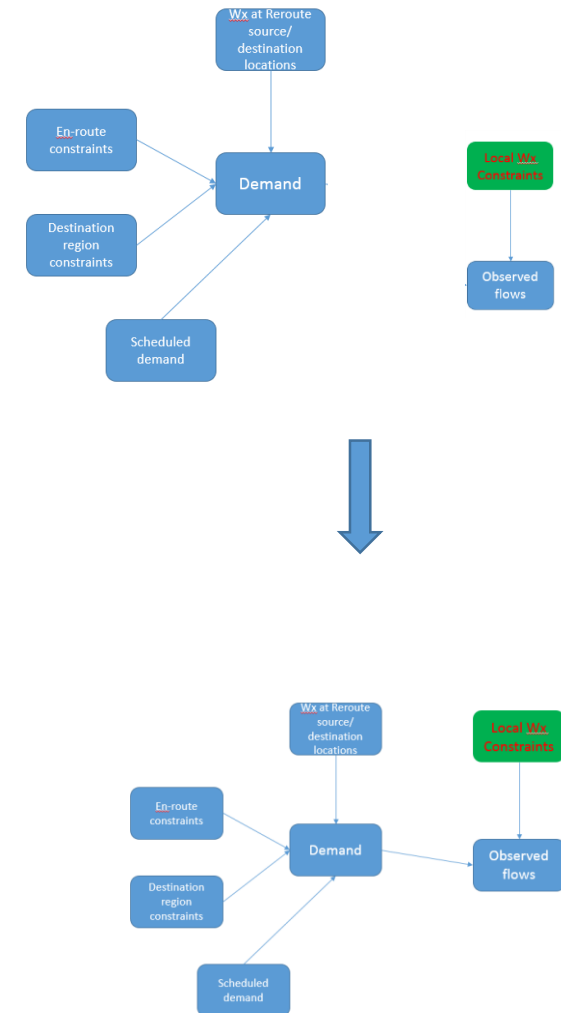 Wx at Reroute
source/
destination
locations
En-route
constraints
Local Wx
Constraints
Demand
Destination
region
constraints
Observed
flows
Scheduled
demand
Wx at Reroute
source/
destination
locations
Local Wx
Constraints
En-route
constraints
Demand
Observed
flows
Destination
region
constraints
Scheduled
demand